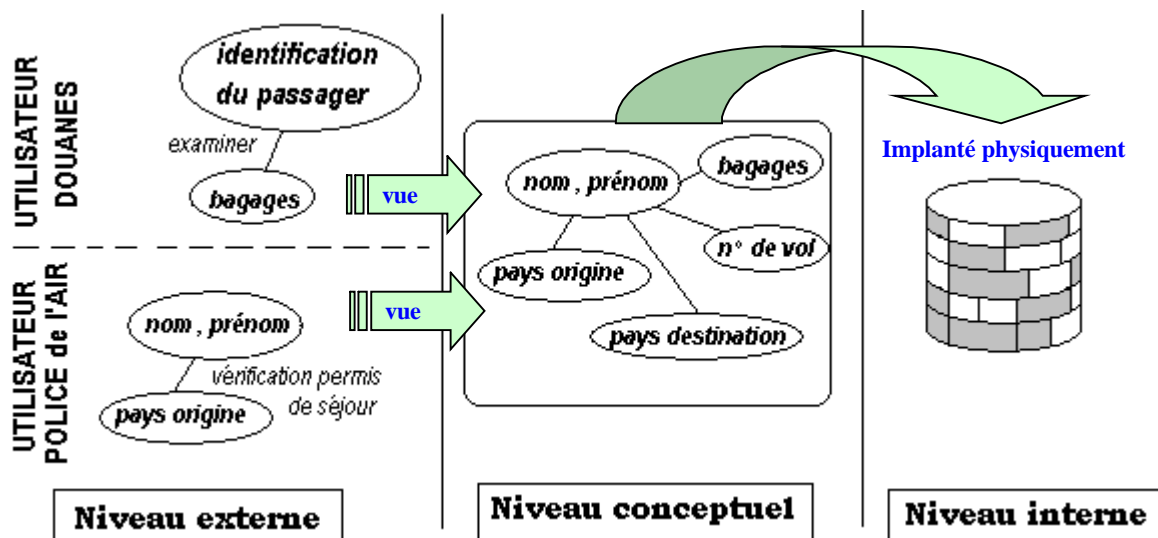 UTILISATEUR
DOUANES
identification
du passager
examiner
bagages
vue
UTILISATEUR
POLICE de l'AIR
nom , prénom
vérification permis
de séjour
pays origine
vue
nom , prénom
bagages
n° de vol
pays origine
pays destination
Implanté physiquement
Niveau externe
Niveau conceptuel
Niveau interne